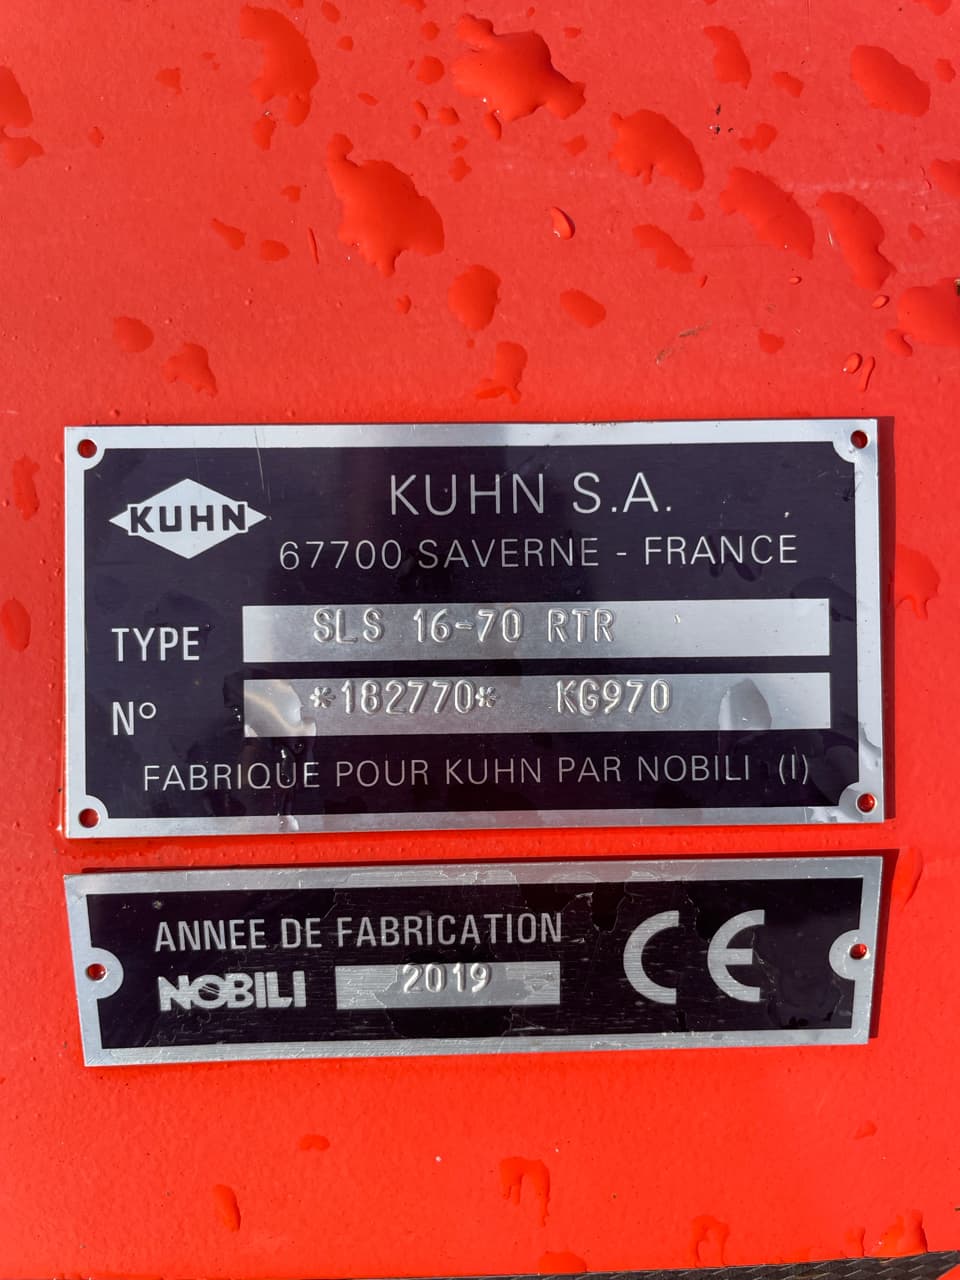 KUHN
KUHN S.A.
67700 SAVERNE - FRANCE
TYPE SLS 16-70 RTR
N° *182770* KG970
FABRIQUE POUR KUHN PAR NOBILI (I)
ANNEE DE FABRICATION
NOBILI 2019
CE